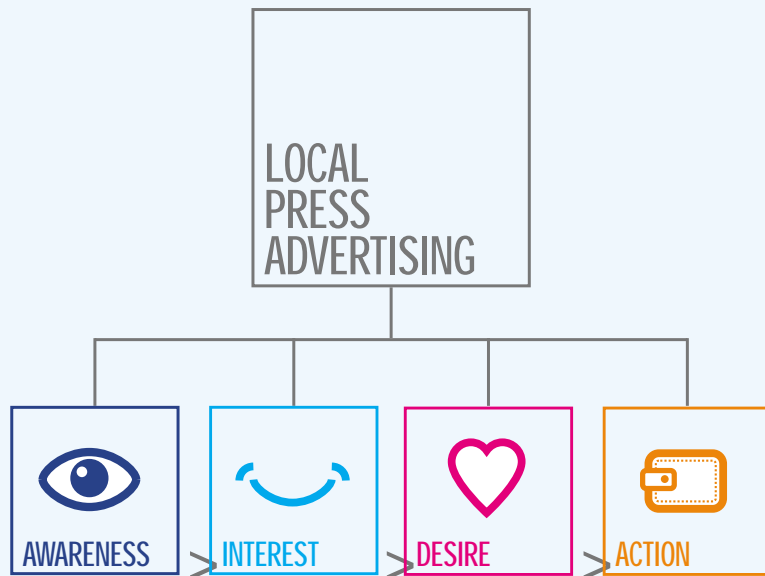 LOCAL
PRESS
ADVERTISING
AWARENESS > INTEREST > DESIRE > ACTION